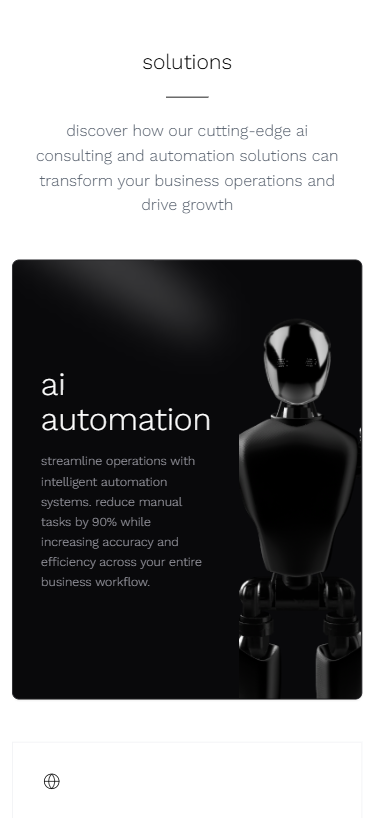 solutions
discover how our cutting-edge ai
consulting and automation solutions can
transform your business operations and
drive growth
ai
automation
streamline operations with
intelligent automation
systems. reduce manual
tasks by 90% while
increasing accuracy and
efficiency across your entire
business workflow.